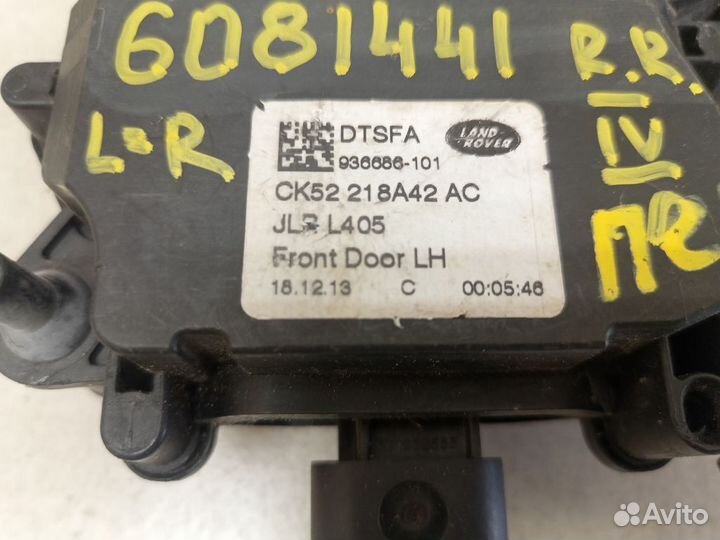 6081441
R.R.
L-R
IV
ПR
DTSFA
LAND ROVER
936686-101
CK52 218A42 AC
JLR L405
Front Door LH
18.12.13 C 00:05:46
Avito